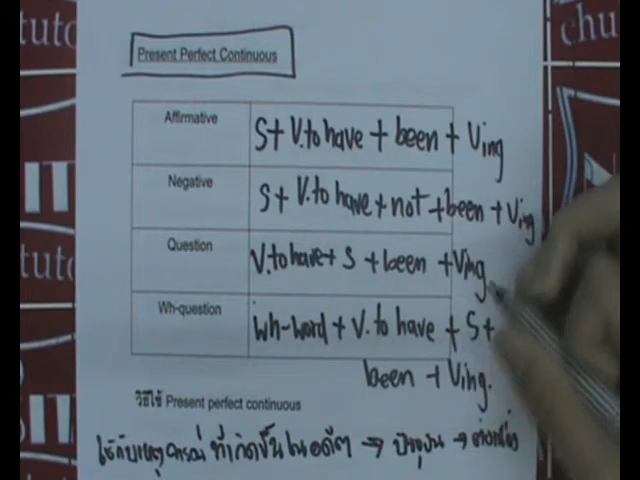 tuto
chu
Present Perfect Continuous
Affirmative S+ V.to have + been + Ving
Negative S+ V.to have + not + been + Ving
Question V.to have + S + been + Ving
Wh-question Wh-word + V.to have + S +
been + Ving.
วิธีใช้ Present perfect continuous
ใช้กับเหตุการณ์ ที่เกิดขึ้นในอดีต → ปัจจุบัน → ต่อเนื่อง
tuto